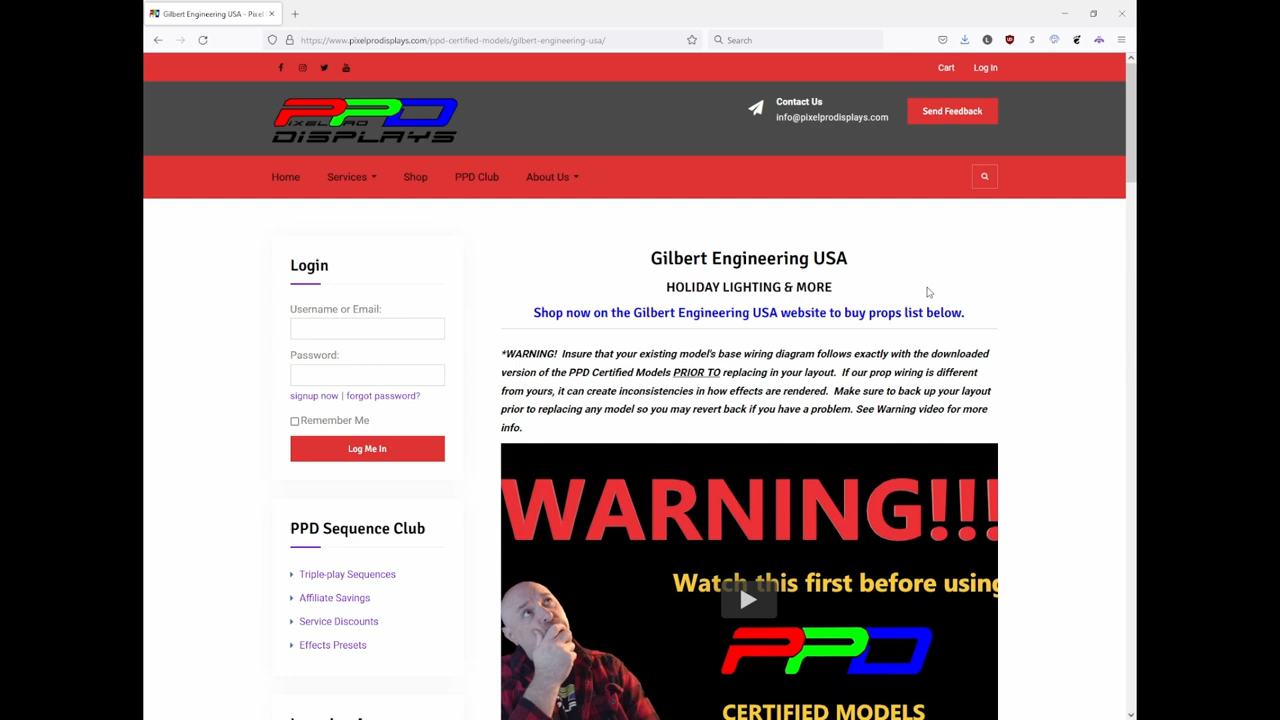 Gilbert Engineering USA - Pixel
https://www.pixelprodisplays.com/ppd-certified-models/gilbert-engineering-usa/
Search
Cart
Log In
PPD
PIXEL PRO
DISPLAYS
Contact Us
info@pixelprodisplays.com
Send Feedback
Home
Services
Shop
PPD Club
About Us
Login
Username or Email:
Password:
signup now | forgot password?
Remember Me
Log Me In
PPD Sequence Club
Triple-play Sequences
Affiliate Savings
Service Discounts
Effects Presets
Gilbert Engineering USA
HOLIDAY LIGHTING & MORE
Shop now on the Gilbert Engineering USA website to buy props list below.
*WARNING!  Insure that your existing model's base wiring diagram follows exactly with the downloaded
version of the PPD Certified Models PRIOR TO replacing in your layout.  If our prop wiring is different
from yours, it can create inconsistencies in how effects are rendered.  Make sure to back up your layout
prior to replacing any model so you may revert back if you have a problem. See Warning video for more
info.
WARNING!!!
Watch this first before using
PPD
CERTIFIED MODELS